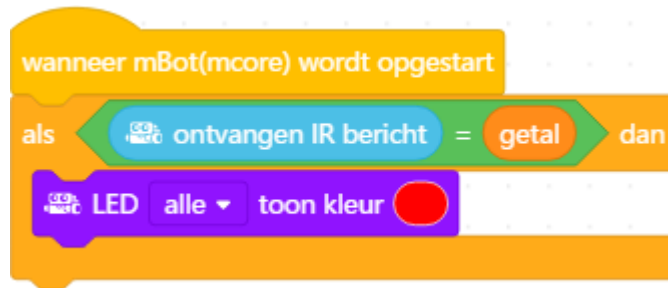 wanneer mBot(mcore) wordt opgestart
als ontvangen IR bericht = getal dan
LED alle toon kleur